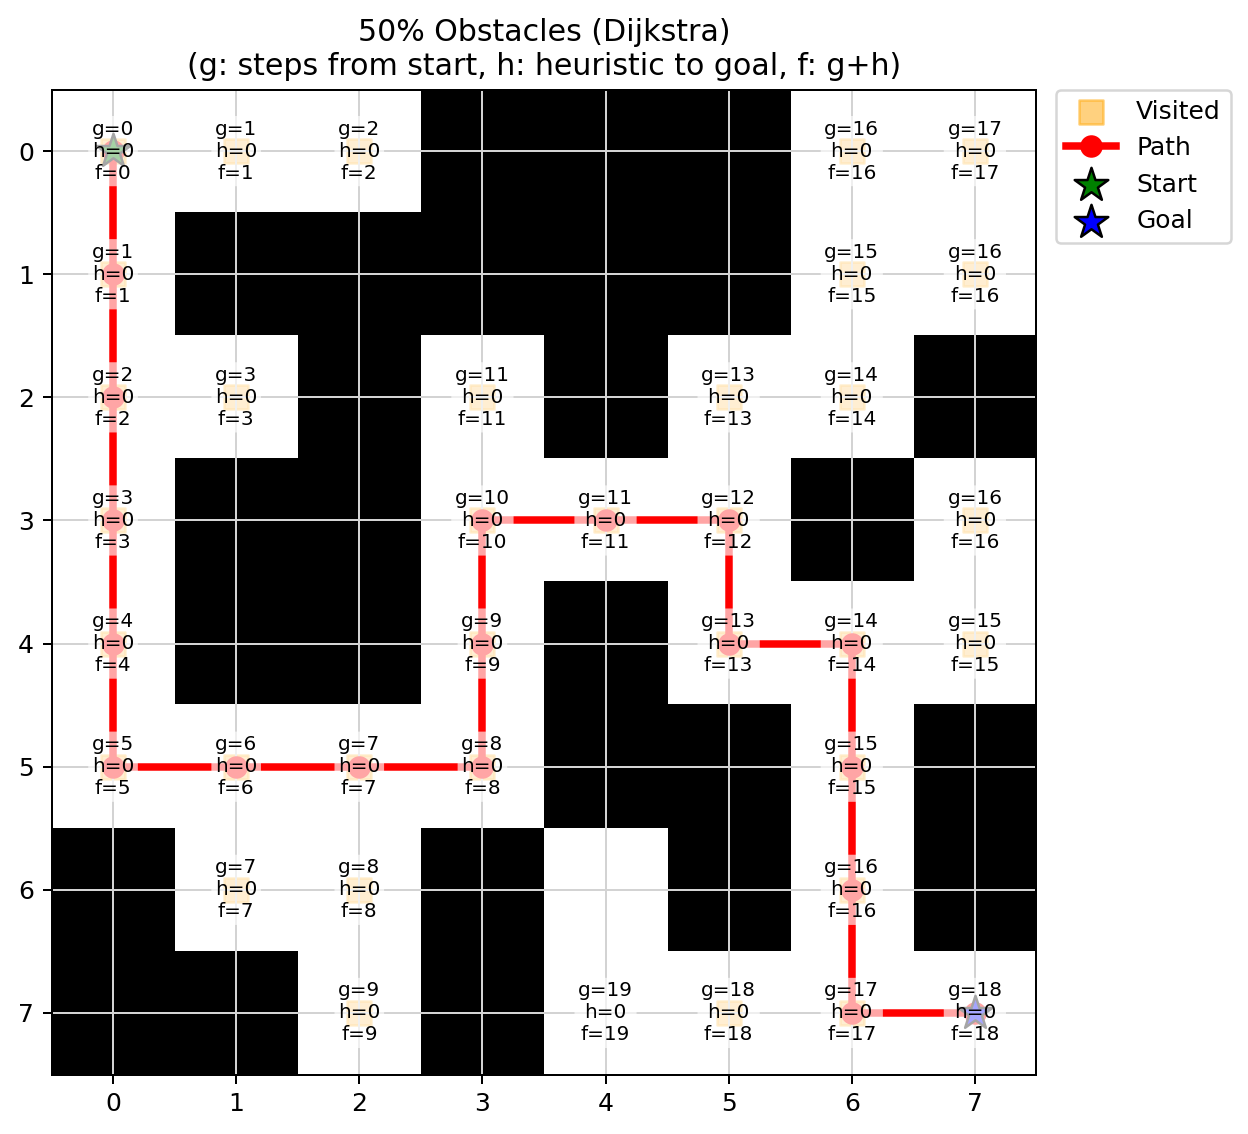 50% Obstacles (Dijkstra)
(g: steps from start, h: heuristic to goal, f: g+h)
Visited
Path
Start
Goal
0
g=0
h=0
f=0
g=1
h=0
f=1
g=2
h=0
f=2
g=16
h=0
f=16
g=17
h=0
f=17
1
g=1
h=0
f=1
g=15
h=0
f=15
g=16
h=0
f=16
2
g=2
h=0
f=2
g=3
h=0
f=3
g=11
h=0
f=11
g=13
h=0
f=13
g=14
h=0
f=14
3
g=3
h=0
f=3
g=10
h=0
f=10
g=11
h=0
f=11
g=12
h=0
f=12
g=16
h=0
f=16
4
g=4
h=0
f=4
g=9
h=0
f=9
g=13
h=0
f=13
g=14
h=0
f=14
g=15
h=0
f=15
5
g=5
h=0
f=5
g=6
h=0
f=6
g=7
h=0
f=7
g=8
h=0
f=8
g=15
h=0
f=15
6
g=7
h=0
f=7
g=8
h=0
f=8
g=16
h=0
f=16
7
g=9
h=0
f=9
g=19
h=0
f=19
g=18
h=0
f=18
g=17
h=0
f=17
g=18
h=0
f=18
0 1 2 3 4 5 6 7